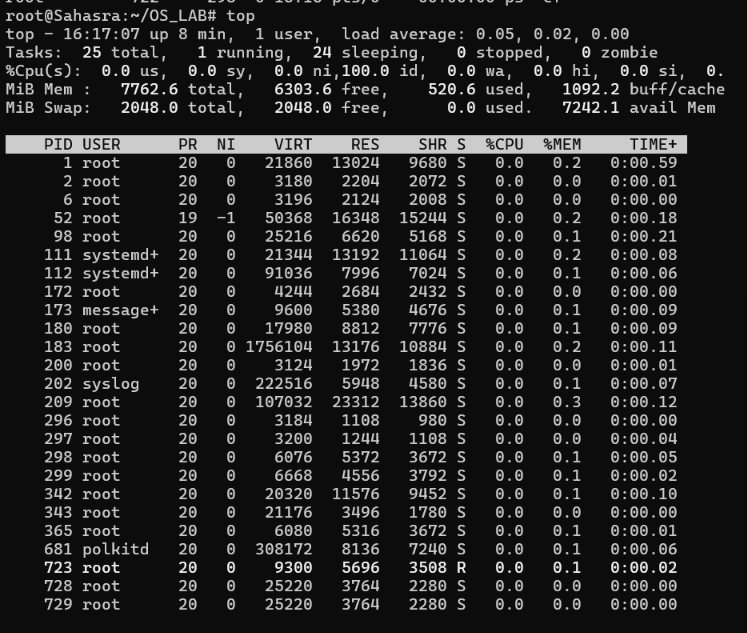 root@Sahasra:~/OS_LAB# top
top - 16:17:07 up 8 min,  1 user,  load average: 0.05, 0.02, 0.00
Tasks:  25 total,   1 running,  24 sleeping,   0 stopped,   0 zombie
%Cpu(s):  0.0 us,  0.0 sy,  0.0 ni,100.0 id,  0.0 wa,  0.0 hi,  0.0 si,  0.
MiB Mem :   7762.6 total,   6303.6 free,    520.6 used,   1092.2 buff/cache
MiB Swap:   2048.0 total,   2048.0 free,      0.0 used.   7242.1 avail Mem
PID USER      PR  NI    VIRT    RES    SHR S  %CPU  %MEM     TIME+
1 root      20   0   21860  13024   9680 S   0.0   0.2   0:00.59
2 root      20   0    3180   2204   2072 S   0.0   0.0   0:00.01
6 root      20   0    3196   2124   2008 S   0.0   0.0   0:00.00
52 root      19  -1   50368  16348  15244 S   0.0   0.2   0:00.18
98 root      20   0   25216   6620   5168 S   0.0   0.1   0:00.21
111 systemd+  20   0   21344  13192  11064 S   0.0   0.2   0:00.08
112 systemd+  20   0   91036   7996   7024 S   0.0   0.1   0:00.06
172 root      20   0    4244   2684   2432 S   0.0   0.0   0:00.00
173 message+  20   0    9600   5380   4676 S   0.0   0.1   0:00.09
180 root      20   0   17980   8812   7776 S   0.0   0.1   0:00.09
183 root      20   0 1756104  13176  10884 S   0.0   0.2   0:00.11
200 root      20   0    3124   1972   1836 S   0.0   0.0   0:00.01
202 syslog    20   0  222516   5948   4580 S   0.0   0.1   0:00.07
209 root      20   0  107032  23312  13860 S   0.0   0.3   0:00.12
296 root      20   0    3184   1108    980 S   0.0   0.0   0:00.00
297 root      20   0    3200   1244   1108 S   0.0   0.0   0:00.04
298 root      20   0    6076   5372   3672 S   0.0   0.1   0:00.05
299 root      20   0    6668   4556   3792 S   0.0   0.1   0:00.02
342 root      20   0   20320  11576   9452 S   0.0   0.1   0:00.10
343 root      20   0   21176   3496   1780 S   0.0   0.0   0:00.00
365 root      20   0    6080   5316   3672 S   0.0   0.1   0:00.01
681 polkitd   20   0  308172   8136   7240 S   0.0   0.1   0:00.06
723 root      20   0    9300   5696   3508 R   0.0   0.1   0:00.02
728 root      20   0   25220   3764   2280 S   0.0   0.0   0:00.00
729 root      20   0   25220   3764   2280 S   0.0   0.0   0:00.00